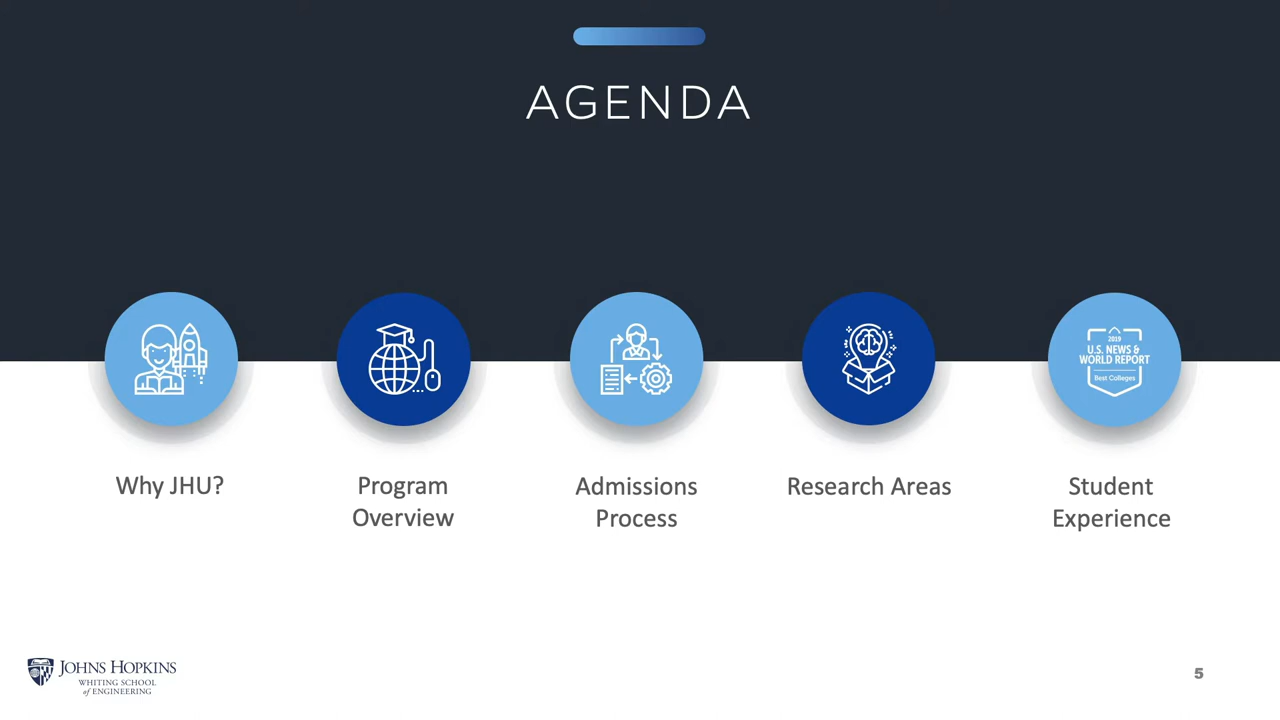 AGENDA
2019
U.S. NEWS &
WORLD REPORT
Best Colleges
Why JHU?
Program
Overview
Admissions
Process
Research Areas
Student
Experience
JOHNS HOPKINS
WHITING SCHOOL
of ENGINEERING
5